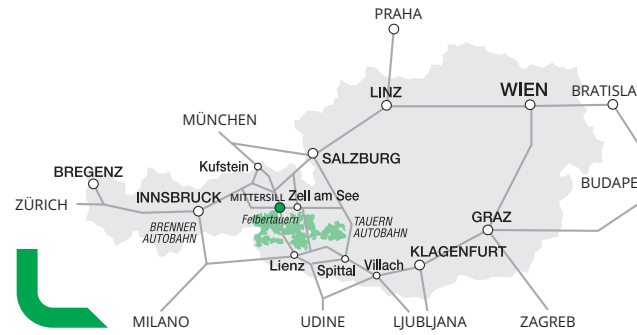 PRAHA
LINZ
WIEN
BRATISLA
MÜNCHEN
Kufstein
SALZBURG
BREGENZ
ZÜRICH
INNSBRUCK
MITTERSILL
Zell am See
BUDAPE
BRENNER
AUTOBAHN
Felbertauern
TAUERN
AUTOBAHN
GRAZ
KLAGENFURT
Lienz
Spittal
Villach
MILANO
UDINE
LJUBLJANA
ZAGREB